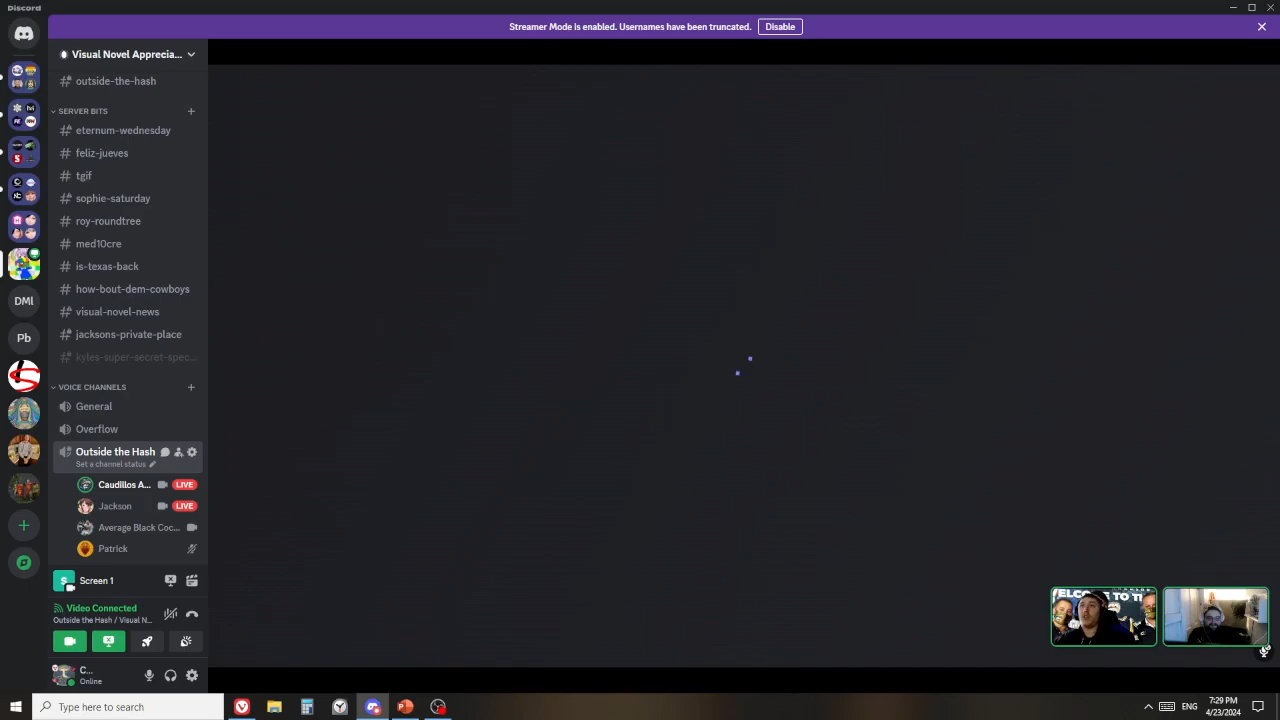 Discord
Streamer Mode is enabled. Usernames have been truncated.
Disable
Visual Novel Apprecia...
outside-the-hash
SERVER BITS
eternum-wednesday
feliz-jueves
tgif
sophie-saturday
roy-roundtree
med10cre
is-texas-back
how-bout-dem-cowboys
visual-novel-news
jacksons-private-place
kyles-super-secret-spec...
VOICE CHANNELS
General
Overflow
Outside the Hash
Set a channel status
Caudillos A...
LIVE
Jackson
LIVE
Average Black Coc...
Patrick
DMl
Pb
S
Screen 1
Video Connected
Outside the Hash / Visual N...
C...
Online
ELCOME TO T
Type here to search
ENG
7:29 PM
4/23/2024